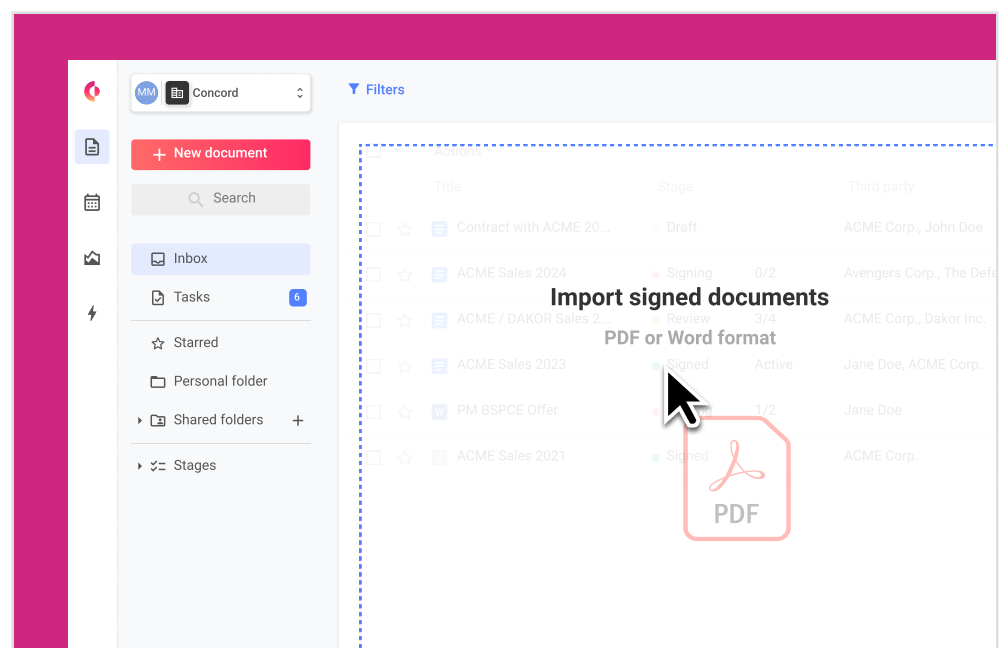 MM Concord
Filters
New document
Search
Inbox
Tasks 6
Starred
Personal folder
Shared folders
Stages
Actions
Title Stage Third party
Contract with ACME 20... Draft ACME Corp., John Doe
ACME Sales 2024 Signing 0/2 Avengers Corp., The Defe
Import signed documents
ACME / DAKOR Sales 2... Review 3/4 ACME Corp., Dakor Inc.
PDF or Word format
ACME Sales 2023 Signed Active Jane Doe, ACME Corp.
PM BSPCE Offer 1/2 Jane Doe
ACME Sales 2021 Signed ACME Corp.
PDF